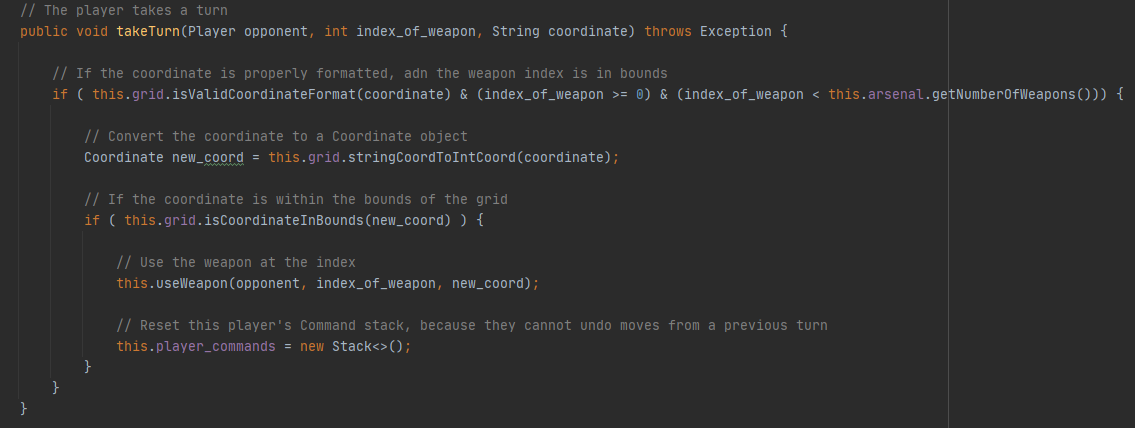 // The player takes a turn
public void takeTurn(Player opponent, int index_of_weapon, String coordinate) throws Exception {
// If the coordinate is properly formatted, adn the weapon index is in bounds
if ( this.grid.isValidCoordinateFormat(coordinate) & (index_of_weapon >= 0) & (index_of_weapon < this.arsenal.getNumberOfWeapons())) {
// Convert the coordinate to a Coordinate object
Coordinate new_coord = this.grid.stringCoordToIntCoord(coordinate);
// If the coordinate is within the bounds of the grid
if ( this.grid.isCoordinateInBounds(new_coord) ) {
// Use the weapon at the index
this.useWeapon(opponent, index_of_weapon, new_coord);
// Reset this player's Command stack, because they cannot undo moves from a previous turn
this.player_commands = new Stack<>();
}
}
}